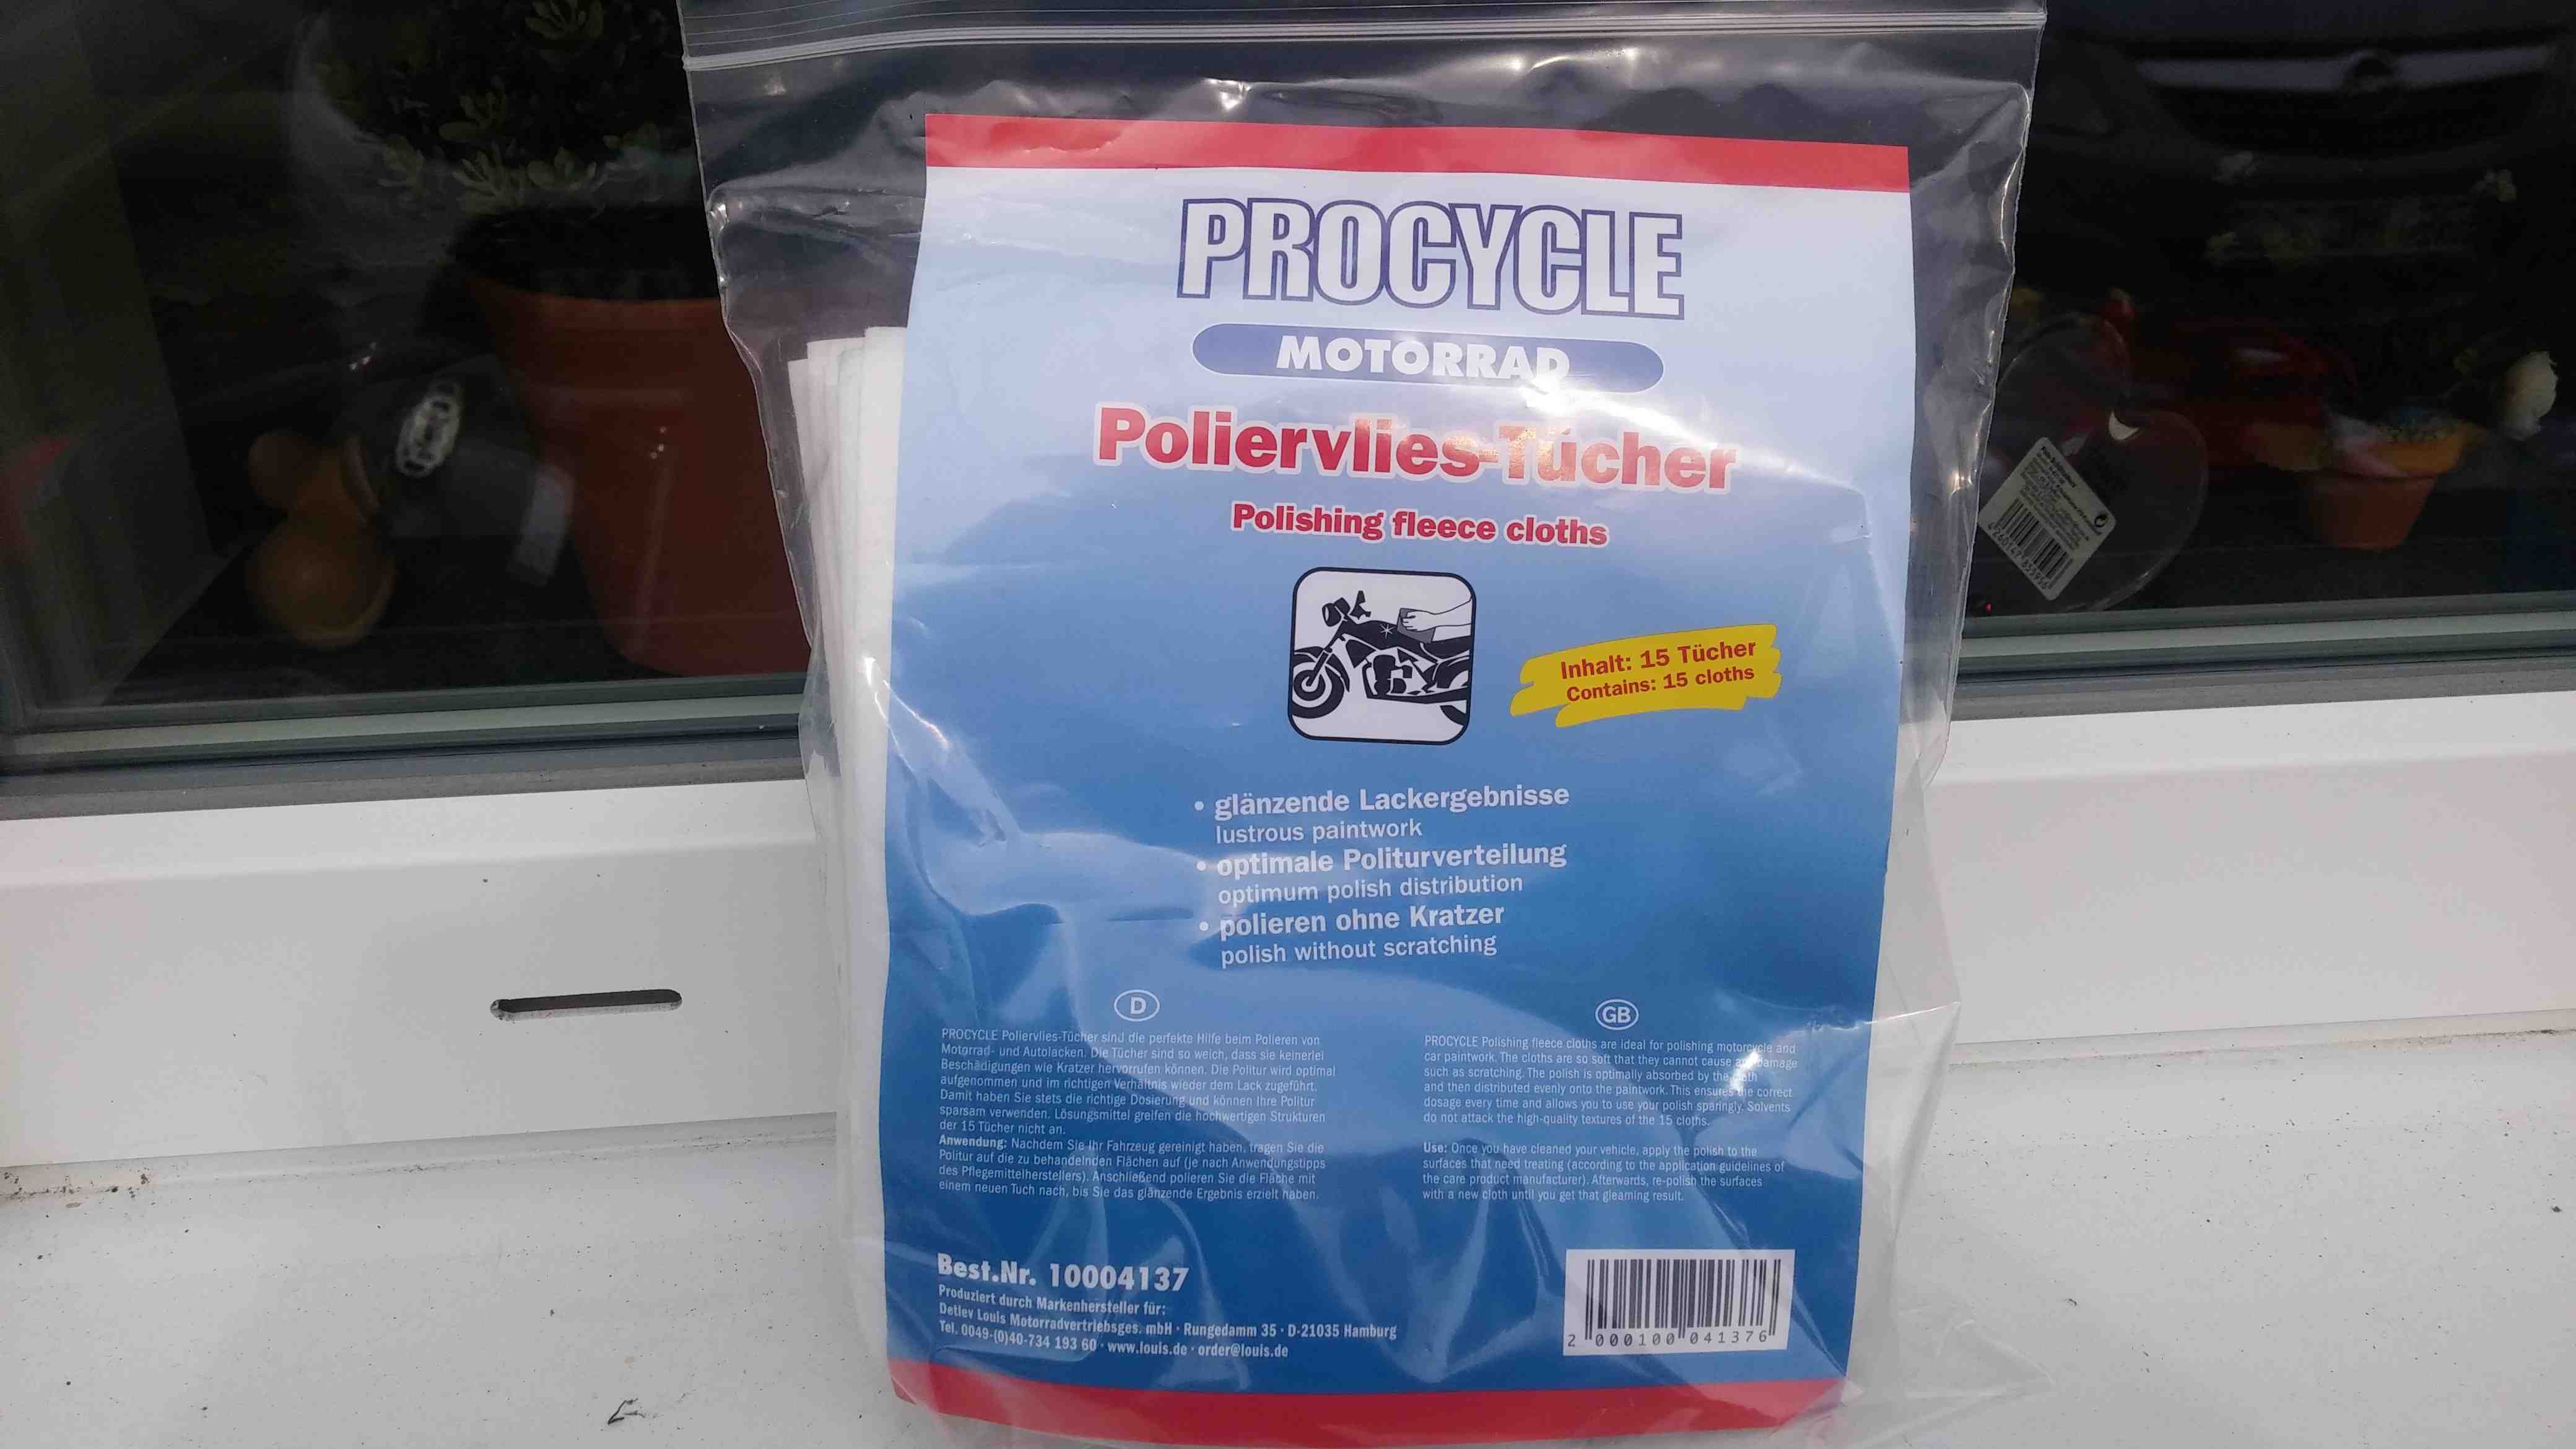 PROCYCLE
MOTORRAD
Poliervlies-Tücher
Polishing fleece cloths
Inhalt: 15 Tücher
Contains: 15 cloths
• glänzende Lackergebnisse
lustrous paintwork
• optimale Politurverteilung
optimum polish distribution
• polieren ohne Kratzer
polish without scratching
D
PROCYCLE Poliervlies-Tücher sind die perfekte Hilfe beim Polieren von
Motorrad- und Autolacken. Die Tücher sind so weich, dass sie keinerlei
Beschädigungen wie Kratzer hervorrufen können. Die Politur wird optimal
aufgenommen und im richtigen Verhältnis wieder dem Lack zugeführt.
Damit haben Sie stets die richtige Dosierung und können Ihre Politur
sparsam verwenden. Lösungsmittel greifen die hochwertigen Strukturen
der 15 Tücher nicht an.
Anwendung: Nachdem Sie Ihr Fahrzeug gereinigt haben, tragen Sie die
Politur auf die zu behandelnden Flächen auf (je nach Anwendungstipps
des Pflegemittelherstellers). Anschließend polieren Sie die Fläche mit
einem neuen Tuch nach, bis Sie das glänzende Ergebnis erzielt haben.
GB
PROCYCLE Polishing fleece cloths are ideal for polishing motorcycle and
car paintwork. The cloths are so soft that they cannot cause any damage
such as scratching. The polish is optimally absorbed by the cloth
and then distributed evenly onto the paintwork. This ensures the correct
dosage every time and allows you to use your polish sparingly. Solvents
do not attack the high-quality textures of the 15 cloths.
Use: Once you have cleaned your vehicle, apply the polish to the
surfaces that need treating (according to the application guidelines of
the care product manufacturer). Afterwards, re-polish the surfaces
with a new cloth until you get that gleaming result.
Best.Nr. 10004137
Produziert durch Markenhersteller für:
Detlev Louis Motorradvertriebsges. mbH · Rungedamm 35 · D-21035 Hamburg
Tel. 0049-(0)40-734 193 60 · www.louis.de · order@louis.de
2 000100 041376